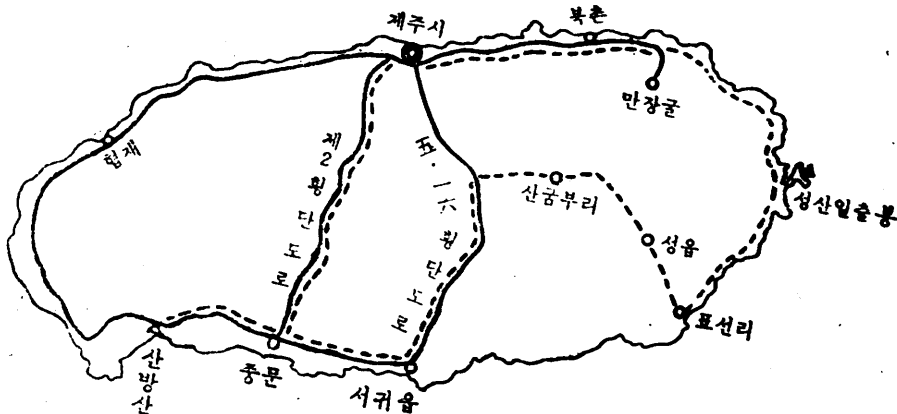 제주시
북촌
만장굴
협재
제2횡단도로
五·一六횡단도로
산굼부리
성산일출봉
성읍
표선리
산방산
중문
서귀읍